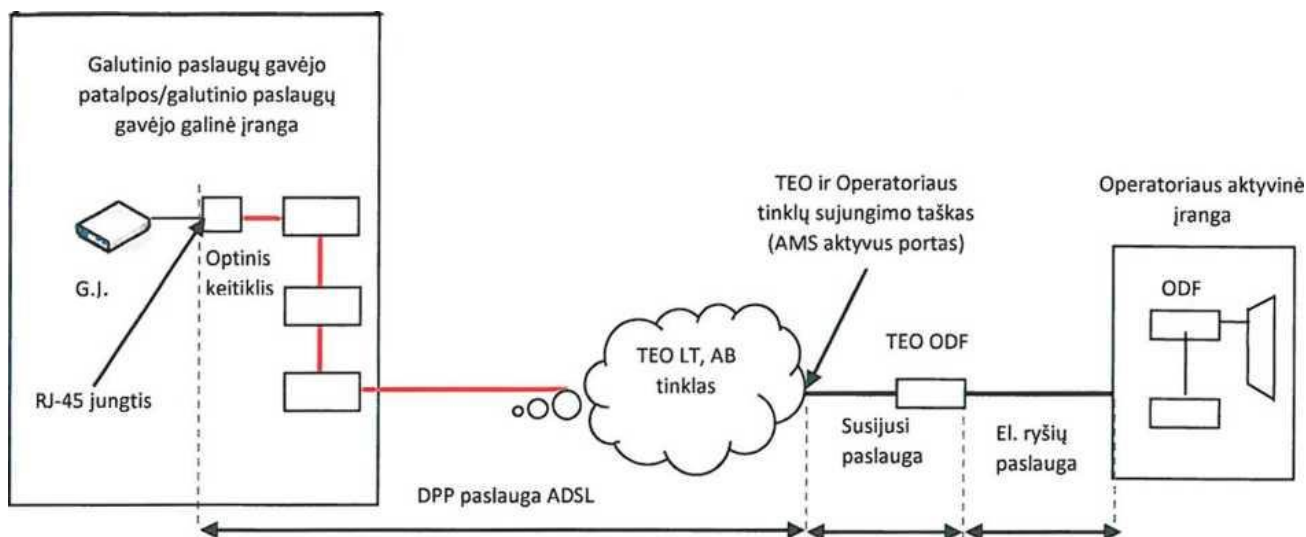 Galutinio paslaugų gavėjo
patalpos/galutinio paslaugų
gavėjo galinė įranga
G.J.
Optinis
keitiklis
RJ-45 jungtis
TEO LT, AB
tinklas
TEO ir Operatoriaus
tinklų sujungimo taškas
(AMS aktyvus portas)
TEO ODF
Operatoriaus aktyvinė
įranga
ODF
Susijusi
paslauga
El. ryšių
paslauga
DPP paslauga ADSL